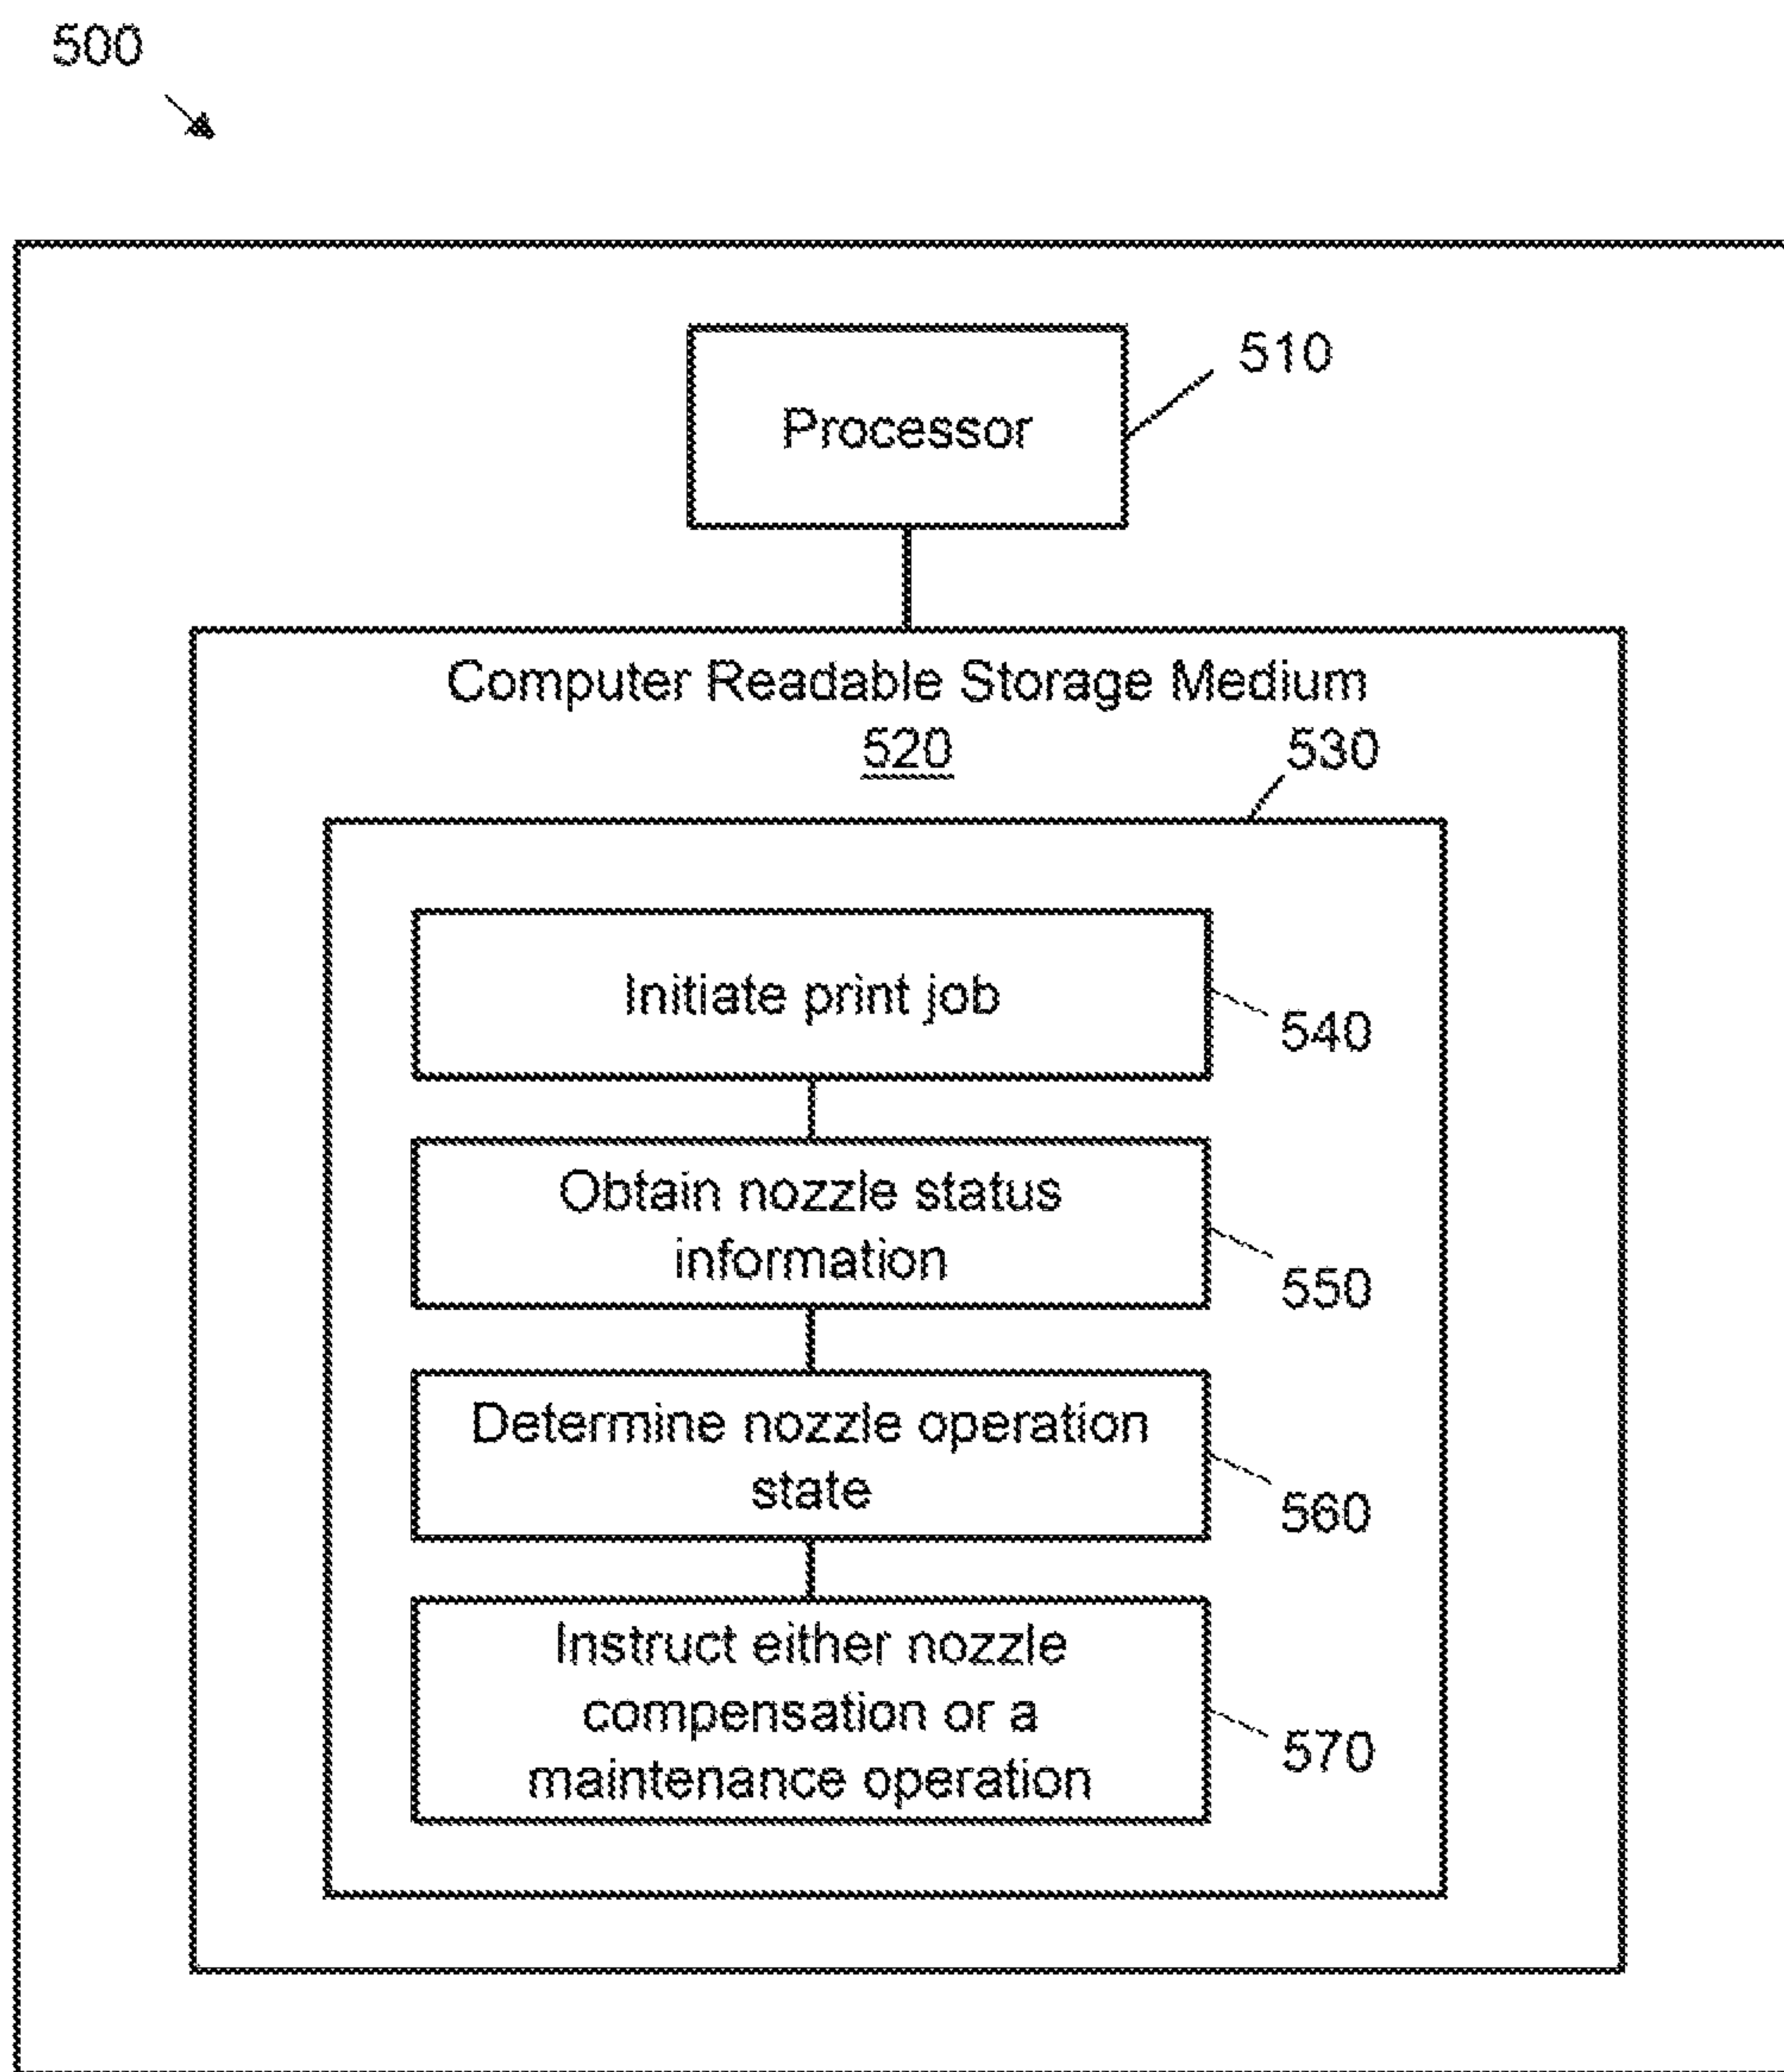 500
Processor
510
Computer Readable Storage Medium
520
530
Initiate print job
540
Obtain nozzle status
information
550
Determine nozzle operation
state
560
Instruct either nozzle
compensation or a
maintenance operation
570